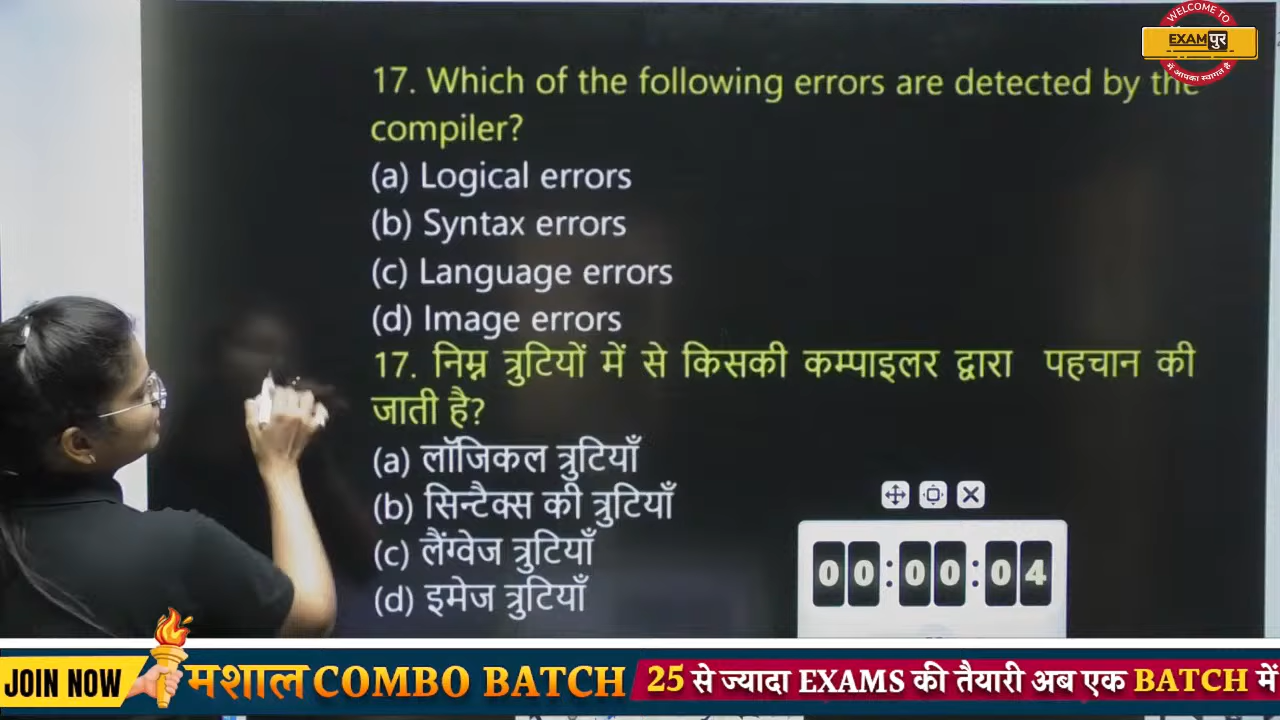 WELCOME TO
EXAMपुर
में आपका स्वागत है
17. Which of the following errors are detected by the
compiler?
(a) Logical errors
(b) Syntax errors
(c) Language errors
(d) Image errors
17. निम्न त्रुटियों में से किसकी कम्पाइलर द्वारा पहचान की
जाती है?
(a) लॉजिकल त्रुटियाँ
(b) सिन्टैक्स की त्रुटियाँ
(c) लैंग्वेज त्रुटियाँ
(d) इमेज त्रुटियाँ
00:00:04
JOIN NOW मशाल COMBO BATCH 25 से ज्यादा EXAMS की तैयारी अब एक BATCH में